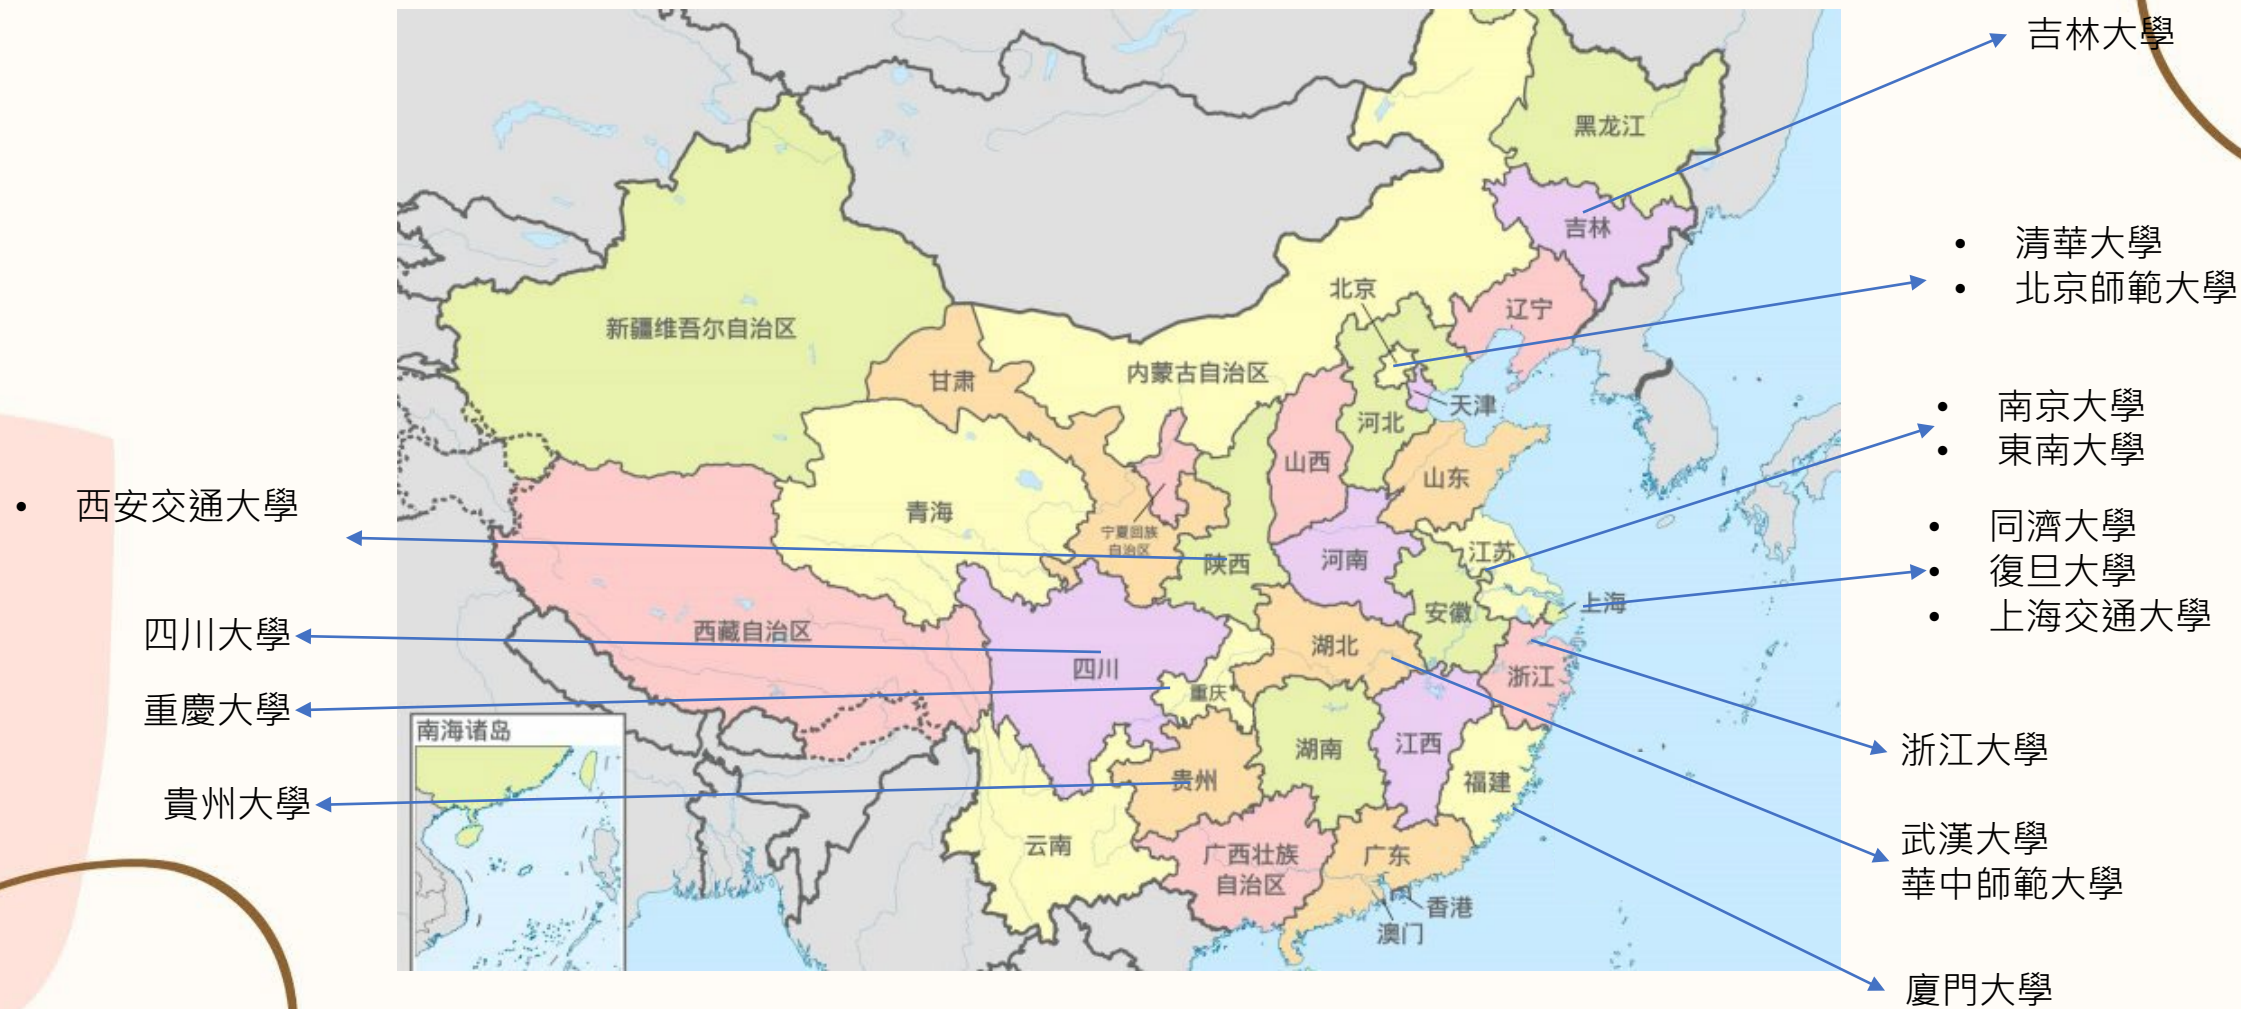 吉林大學
• 清華大學
• 北京師範大學
• 南京大學
• 東南大學
• 同濟大學
• 復旦大學
• 上海交通大學
浙江大學
武漢大學
華中師範大學
廈門大學
• 西安交通大學
四川大學
重慶大學
貴州大學
黑龙江
吉林
辽宁
北京
新疆维吾尔自治区
内蒙古自治区
甘肃
天津
河北
山西
山东
青海
宁夏回族
自治区
陕西
河南
江苏
安徽
上海
西藏自治区
四川
湖北
浙江
重庆
湖南
江西
福建
贵州
云南
广西壮族
自治区
广东
香港
澳门
南海诸岛